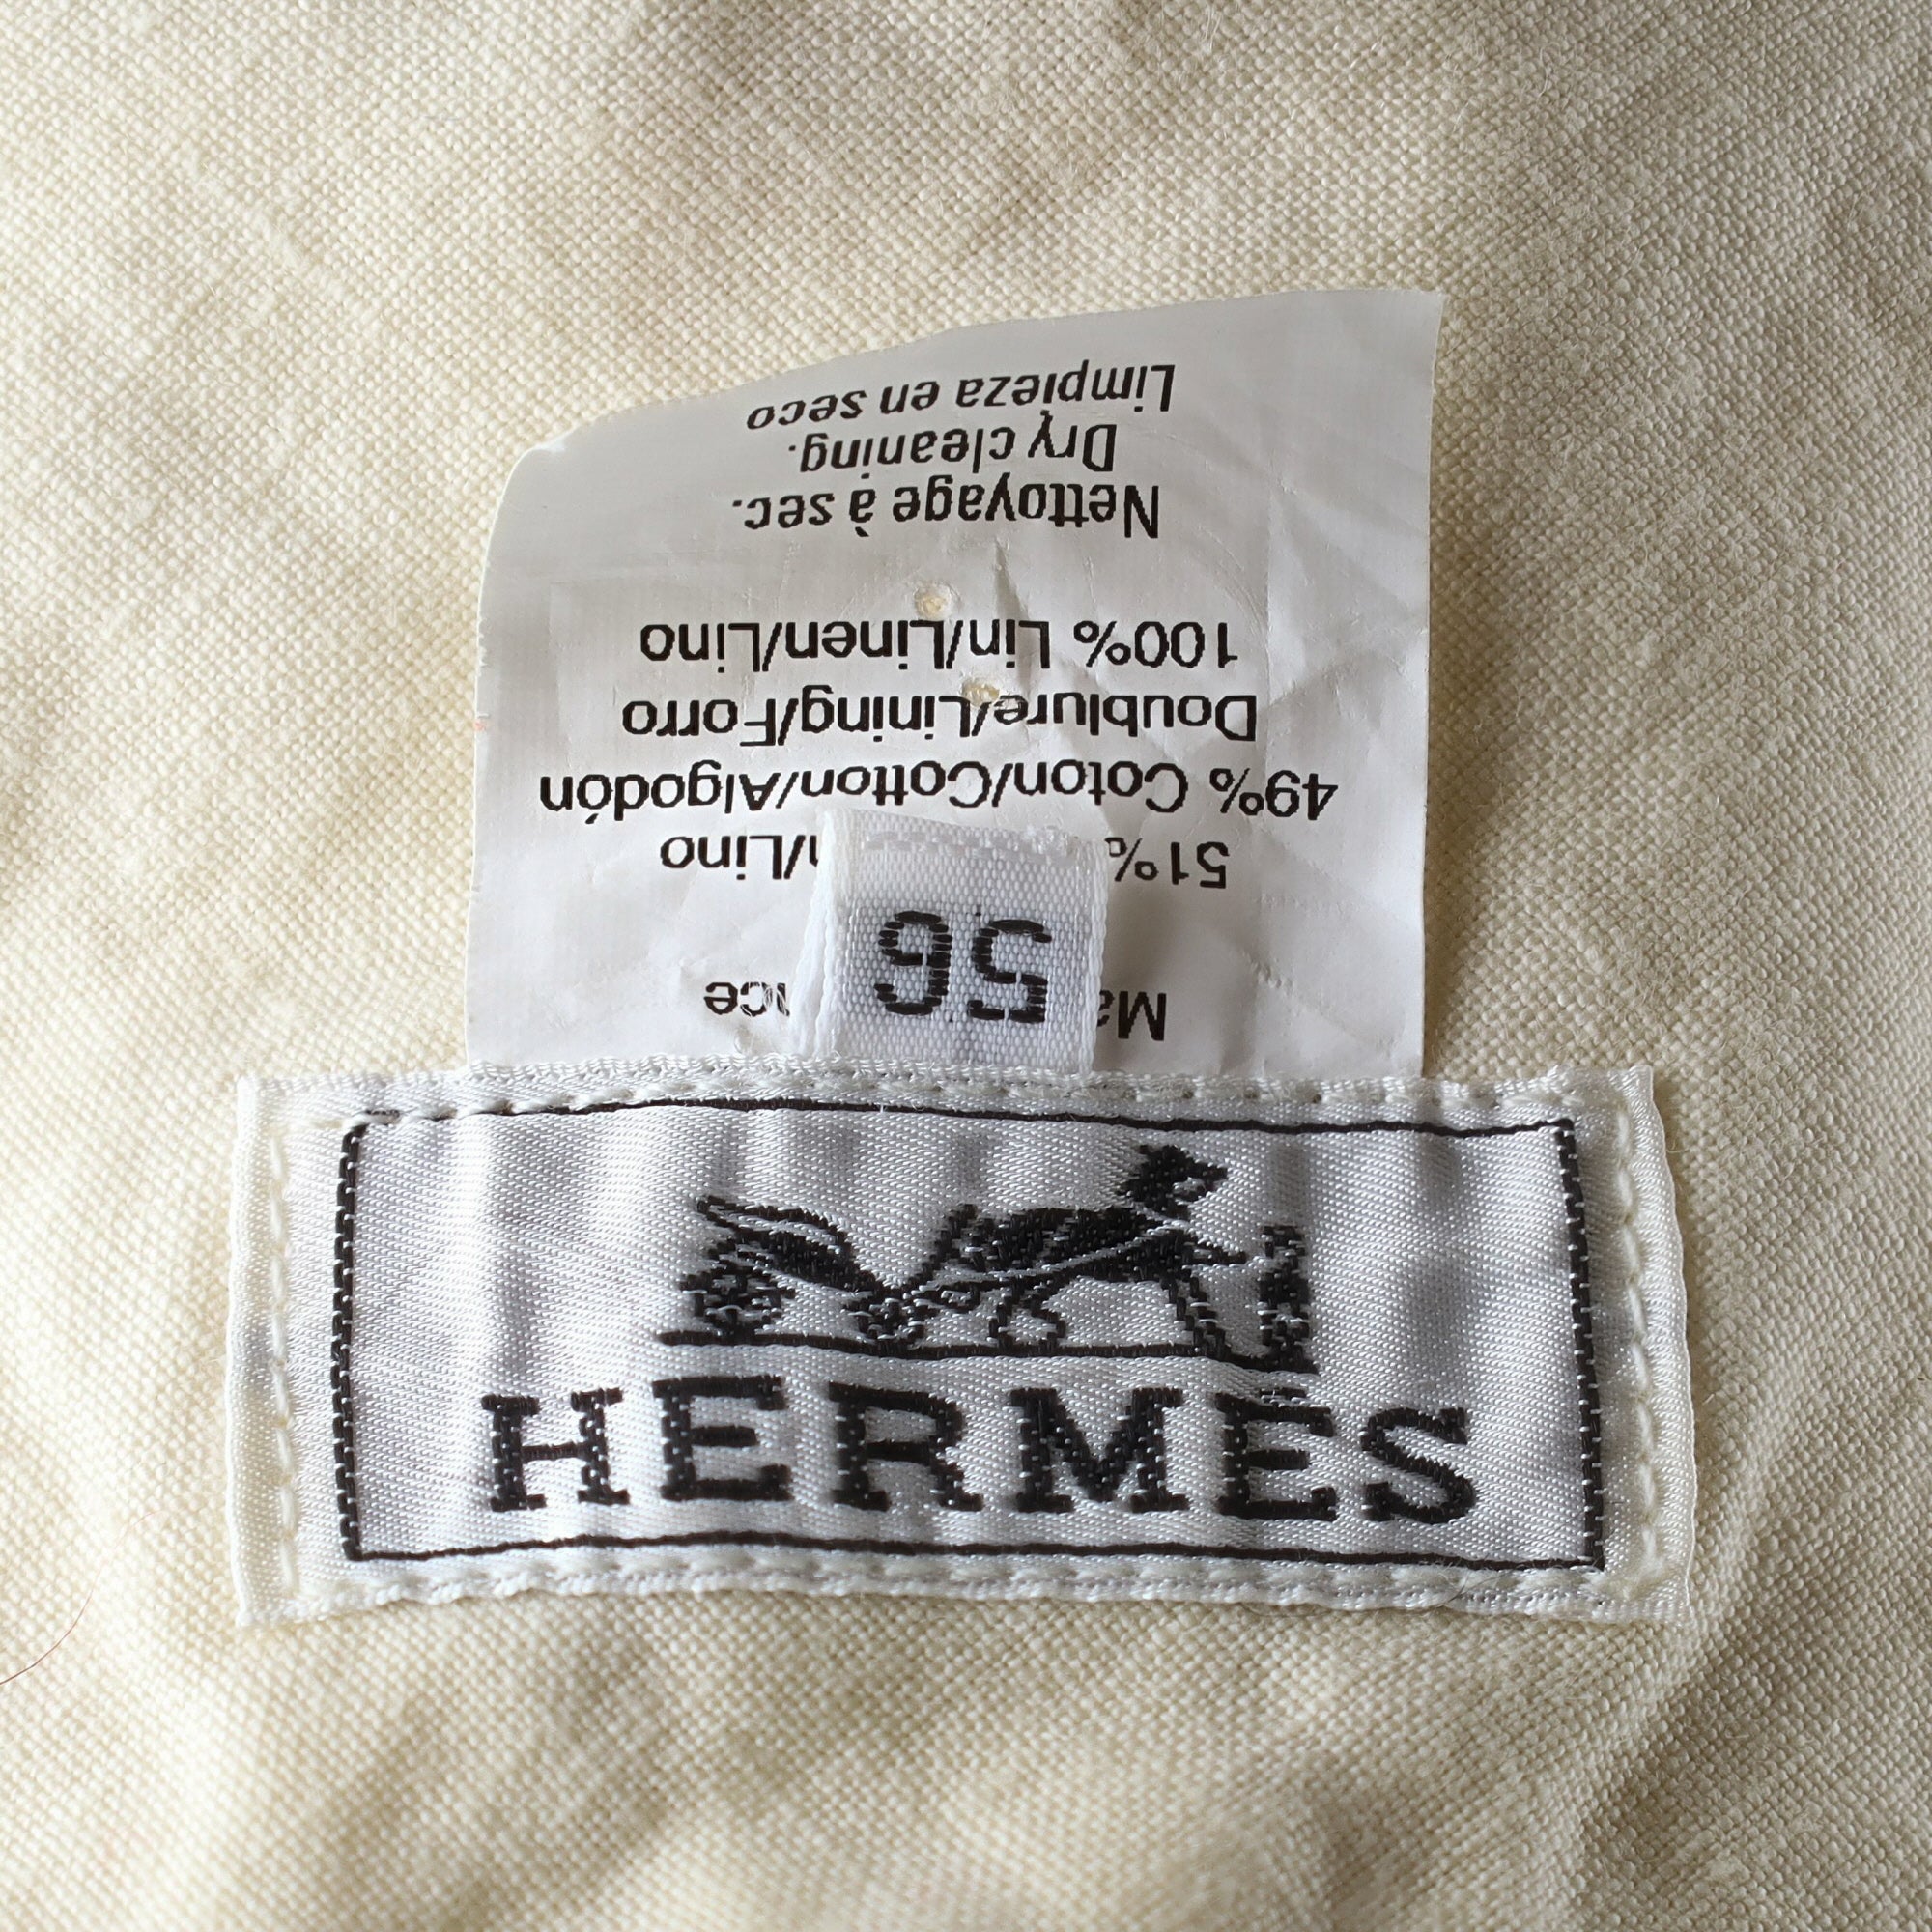 HERMÈS
56
51% /Lino
49% Coton/Cotton/Algodón
Doublure/Lining/Forro
100% Lin/Linen/Lino
Nettoyage à sec.
Dry cleaning.
Limpieza en seco